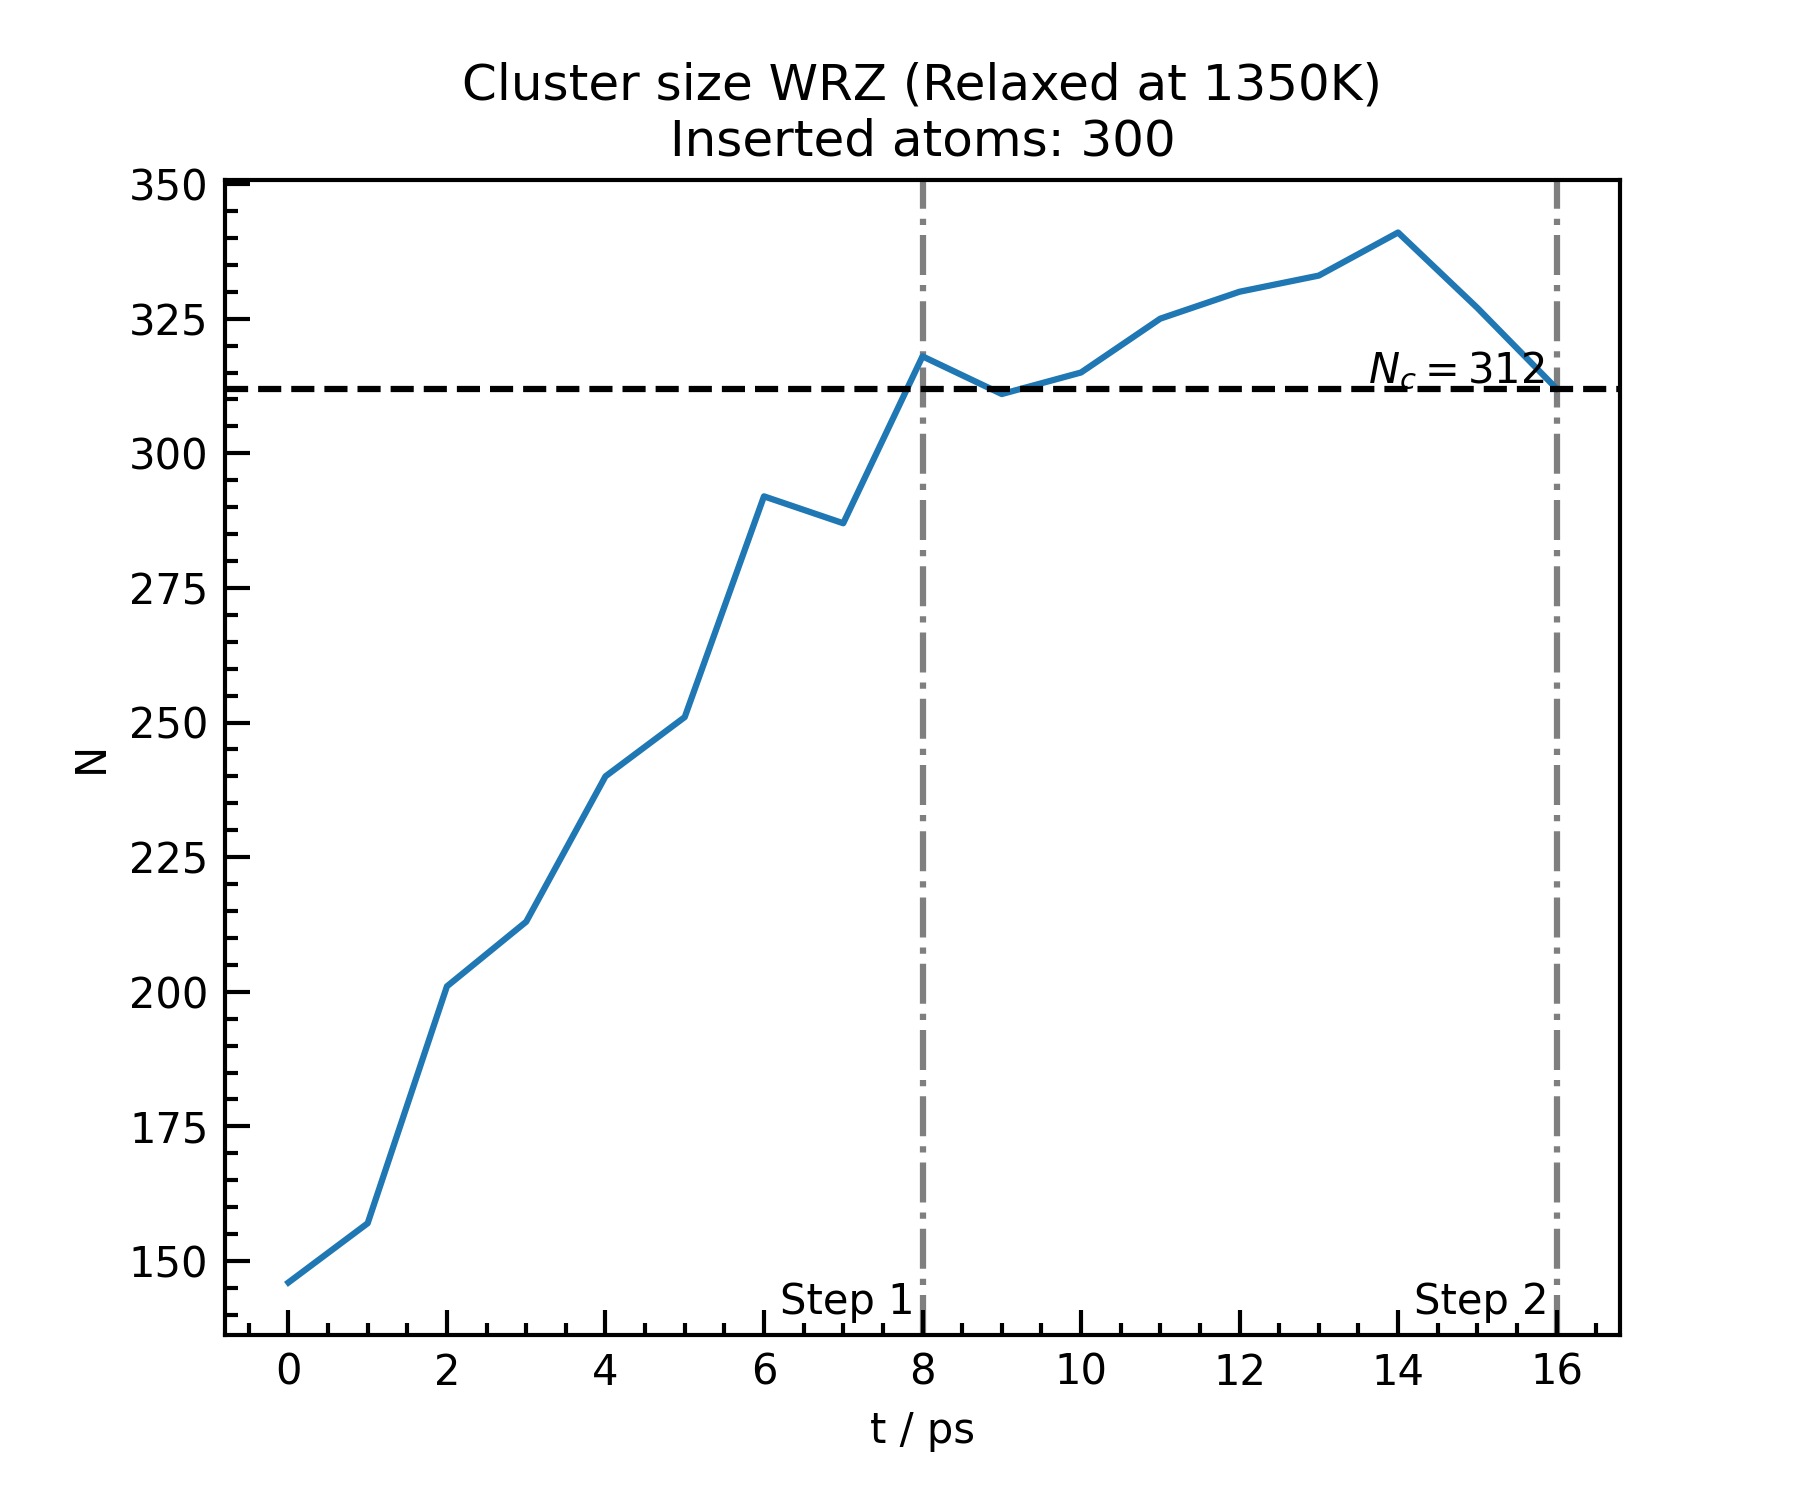 Cluster size WRZ (Relaxed at 1350K)
Inserted atoms: 300
350
325
300
275
250
225
200
175
150
N
N_c = 312
Step 1
Step 2
0 2 4 6 8 10 12 14 16
t / ps